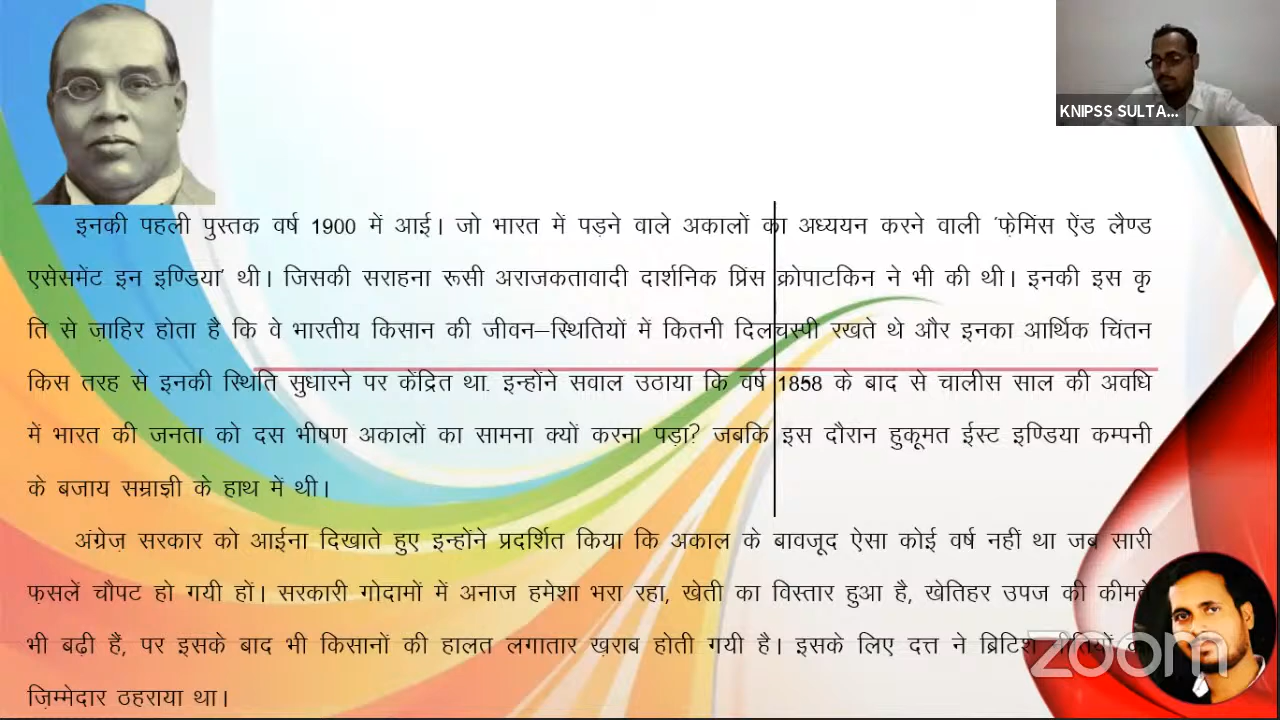 KNIPSS SULTA...
इनकी पहली पुस्तक वर्ष 1900 में आई। जो भारत में पड़ने वाले अकालों का अध्ययन करने वाली 'फ़ेमिंस ऐंड लैण्ड
एसेसमेंट इन इण्डिया' थी। जिसकी सराहना रूसी अराजकतावादी दार्शनिक प्रिंस क्रोपाटकिन ने भी की थी। इनकी इस कृ
ति से ज़ाहिर होता है कि वे भारतीय किसान की जीवन–स्थितियों में कितनी दिलचस्पी रखते थे और इनका आर्थिक चिंतन
किस तरह से इनकी स्थिति सुधारने पर केंद्रित था. इन्होंने सवाल उठाया कि वर्ष 1858 के बाद से चालीस साल की अवधि
में भारत की जनता को दस भीषण अकालों का सामना क्यों करना पड़ा? जबकि इस दौरान हुकूमत ईस्ट इण्डिया कम्पनी
के बजाय सम्राज्ञी के हाथ में थी।
अंग्रेज़ सरकार को आईना दिखाते हुए इन्होंने प्रदर्शित किया कि अकाल के बावजूद ऐसा कोई वर्ष नहीं था जब सारी
फ़सलें चौपट हो गयी हों। सरकारी गोदामों में अनाज हमेशा भरा रहा, खेती का विस्तार हुआ है, खेतिहर उपज की कीमतें
भी बढ़ी हैं, पर इसके बाद भी किसानों की हालत लगातार ख़राब होती गयी है। इसके लिए दत्त ने ब्रिटिश नीतियों
ज़िम्मेदार ठहराया था।
zoom